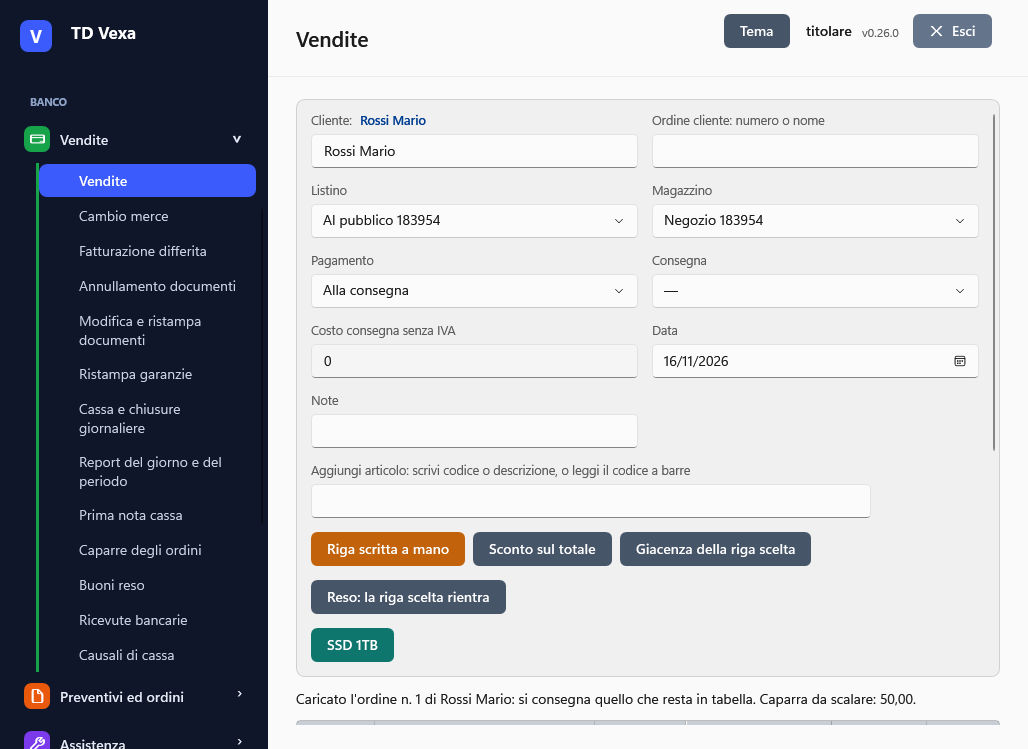 V
TD Vexa
BANCO
Vendite
Vendite
Cambio merce
Fatturazione differita
Annullamento documenti
Modifica e ristampa
documenti
Ristampa garanzie
Cassa e chiusure
giornaliere
Report del giorno e del
periodo
Prima nota cassa
Caparre degli ordini
Buoni reso
Ricevute bancarie
Causali di cassa
Preventivi ed ordini
Assistenza
Vendite
Tema
titolare v0.26.0
Esci
Cliente: Rossi Mario
Rossi Mario
Ordine cliente: numero o nome
Listino
Al pubblico 183954
Magazzino
Negozio 183954
Pagamento
Alla consegna
Consegna
—
Costo consegna senza IVA
0
Data
16/11/2026
Note
Aggiungi articolo: scrivi codice o descrizione, o leggi il codice a barre
Riga scritta a mano
Sconto sul totale
Giacenza della riga scelta
Reso: la riga scelta rientra
SSD 1TB
Caricato l'ordine n. 1 di Rossi Mario: si consegna quello che resta in tabella. Caparra da scalare: 50,00.